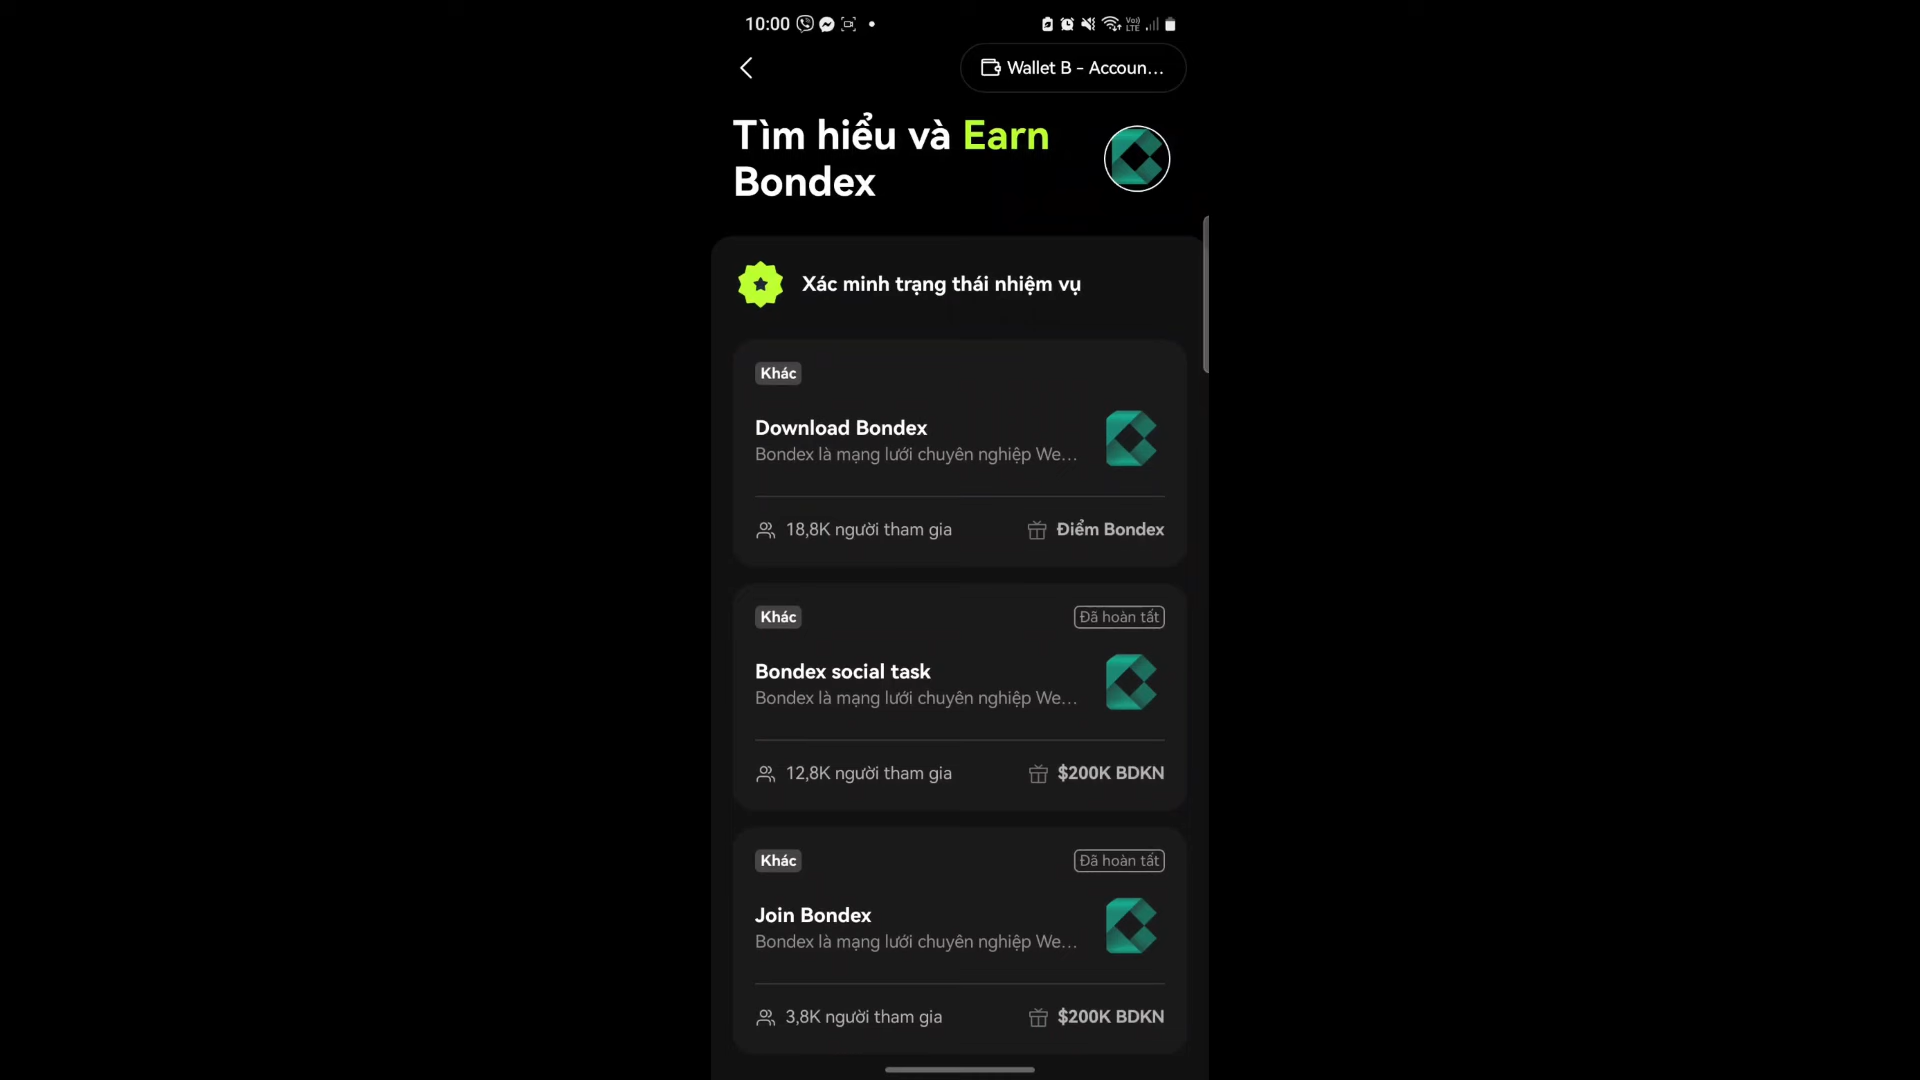 10:00
Vo)) LTE
Wallet B - Accoun...
Tìm hiểu và Earn
Bondex
Xác minh trạng thái nhiệm vụ
Khác
Download Bondex
Bondex là mạng lưới chuyên nghiệp We...
18,8K người tham gia
Điểm Bondex
Khác
Đã hoàn tất
Bondex social task
Bondex là mạng lưới chuyên nghiệp We...
12,8K người tham gia
$200K BDKN
Khác
Đã hoàn tất
Join Bondex
Bondex là mạng lưới chuyên nghiệp We...
3,8K người tham gia
$200K BDKN